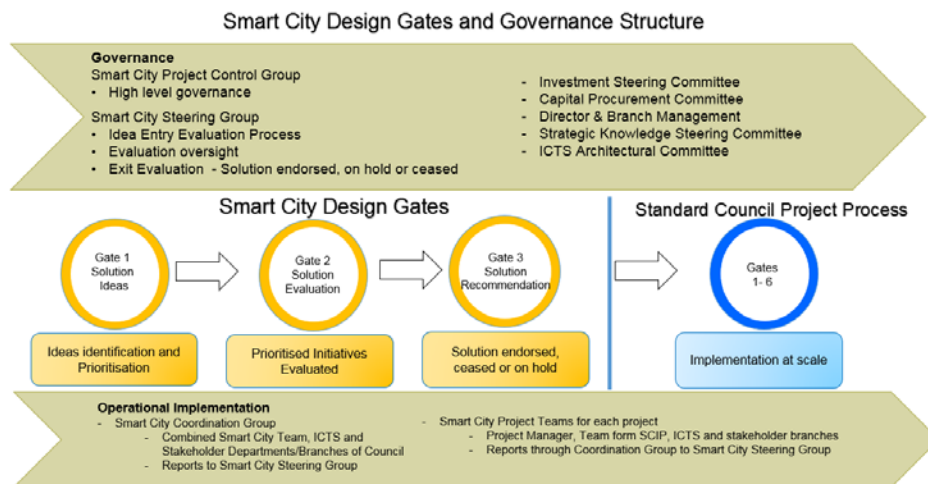 Smart City Design Gates and Governance Structure
Governance
Smart City Project Control Group
• High level governance
Smart City Steering Group
• Idea Entry Evaluation Process
• Evaluation oversight
• Exit Evaluation - Solution endorsed, on hold or ceased
- Investment Steering Committee
- Capital Procurement Committee
- Director & Branch Management
- Strategic Knowledge Steering Committee
- ICTS Architectural Committee
Smart City Design Gates
Standard Council Project Process
Gate 1
Solution
Ideas
Gate 2
Solution
Evaluation
Gate 3
Solution
Recommendation
Gates
1- 6
Ideas identification and
Prioritisation
Prioritised Initiatives
Evaluated
Solution endorsed,
ceased or on hold
Implementation at scale
Operational Implementation
- Smart City Coordination Group
- Combined Smart City Team, ICTS and
Stakeholder Departments/Branches of Council
- Reports to Smart City Steering Group
- Smart City Project Teams for each project
- Project Manager, Team form SCIP, ICTS and stakeholder branches
- Reports through Coordination Group to Smart City Steering Group